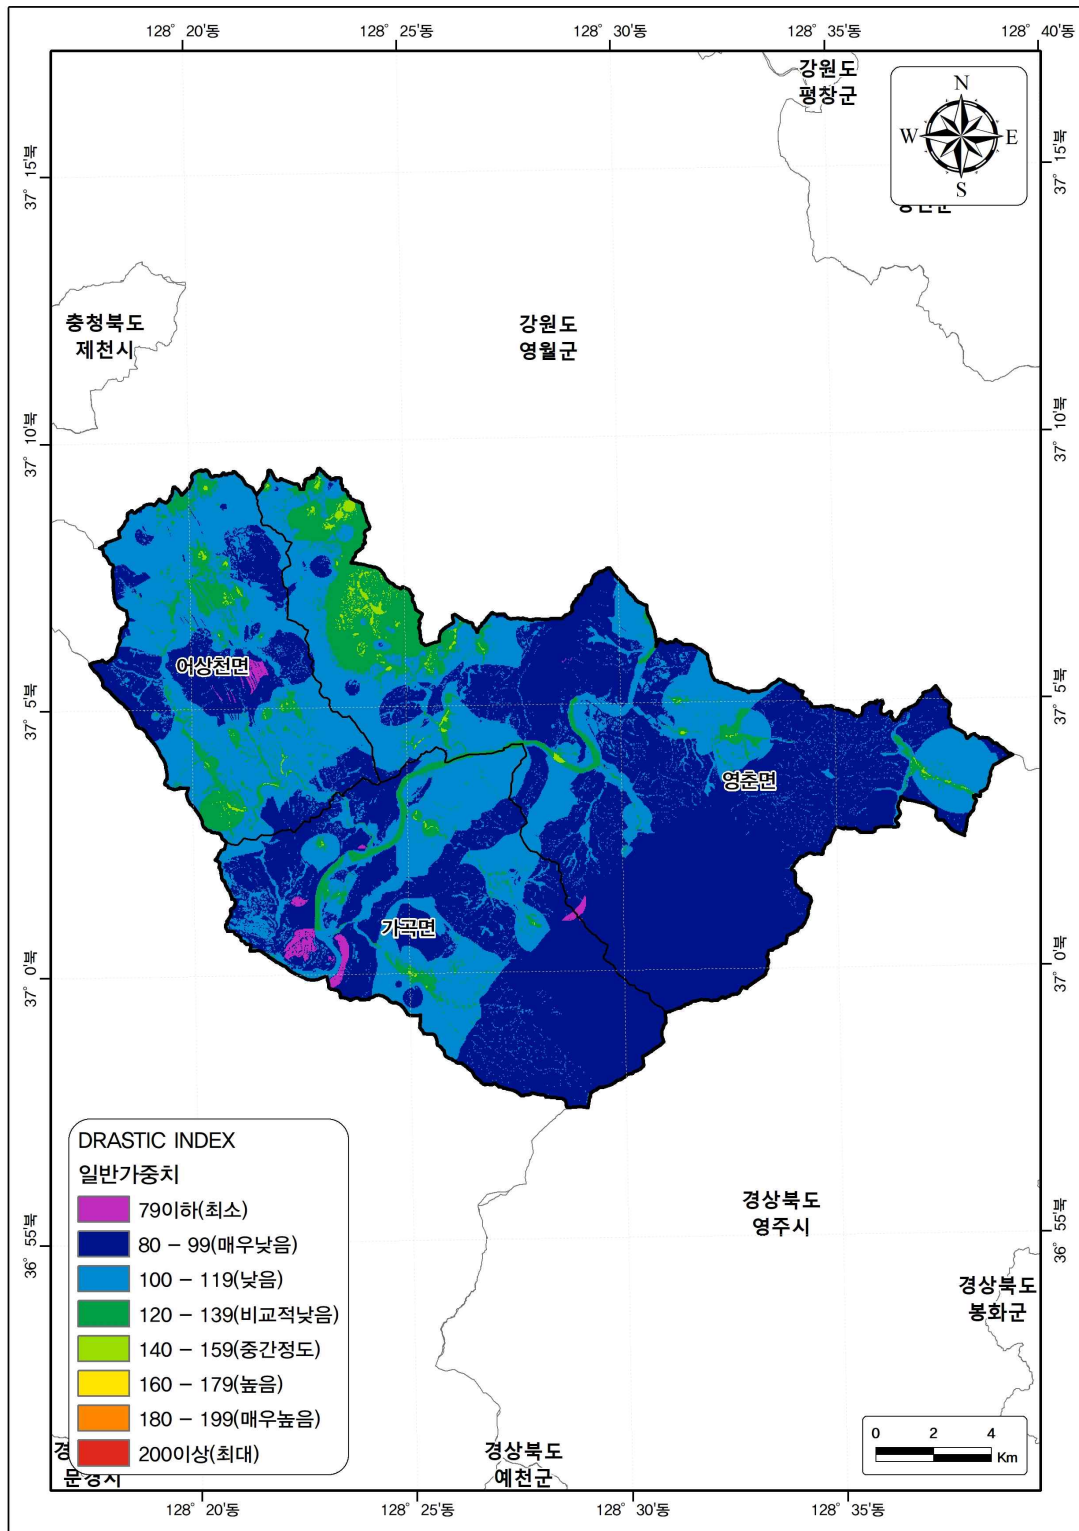 128° 20'동
128° 25'동
128° 30'동
128° 35'동
128° 40'동
37° 15'북
37° 15'북
37° 10'북
37° 10'북
37° 5'북
37° 5'북
37° 0'북
37° 0'북
36° 55'북
36° 55'북
강원도
평창군
N
W
E
S
충청북도
제천시
강원도
영월군
어상천면
영춘면
가곡면
경상북도
영주시
경상북도
봉화군
경상북도
예천군
문경시
DRASTIC INDEX
일반가중치
79이하(최소)
80 – 99(매우낮음)
100 – 119(낮음)
120 – 139(비교적낮음)
140 – 159(중간정도)
160 – 179(높음)
180 – 199(매우높음)
200이상(최대)
0 2 4
Km
128° 20'동
128° 25'동
128° 30'동
128° 35'동